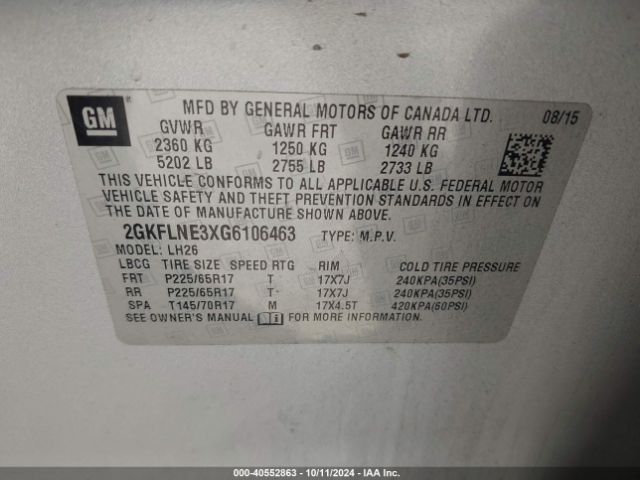 GM
MFD BY GENERAL MOTORS OF CANADA LTD. 08/15
GVWR GAWR FRT GAWR RR
2360 KG 1250 KG 1240 KG
5202 LB 2755 LB 2733 LB
THIS VEHICLE CONFORMS TO ALL APPLICABLE U.S. FEDERAL MOTOR
VEHICLE SAFETY AND THEFT PREVENTION STANDARDS IN EFFECT ON
THE DATE OF MANUFACTURE SHOWN ABOVE.
2GKFLNE3XG6106463 TYPE: M.P.V.
MODEL: LH26
LBCG TIRE SIZE SPEED RTG RIM COLD TIRE PRESSURE
FRT P225/65R17 T 17X7J 240KPA(35PSI)
RR P225/65R17 T 17X7J 240KPA(35PSI)
SPA T145/70R17 M 17X4.5T 420KPA(60PSI)
SEE OWNER'S MANUAL FOR MORE INFORMATION.
000-40552863 - 10/11/2024 - IAA Inc.